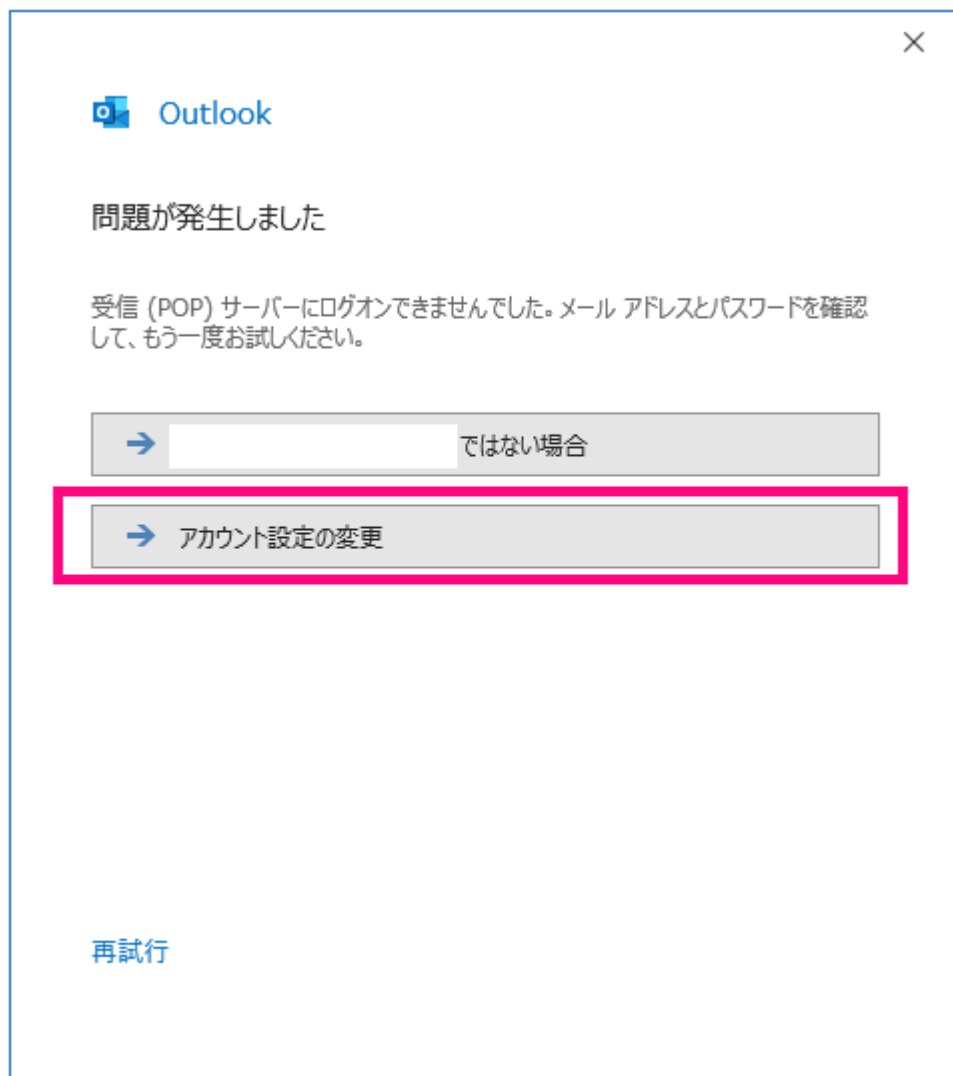 Outlook
問題が発生しました
受信 (POP) サーバーにログオンできませんでした。メール アドレスとパスワードを確認
して、もう一度お試しください。
ではない場合
アカウント設定の変更
再試行